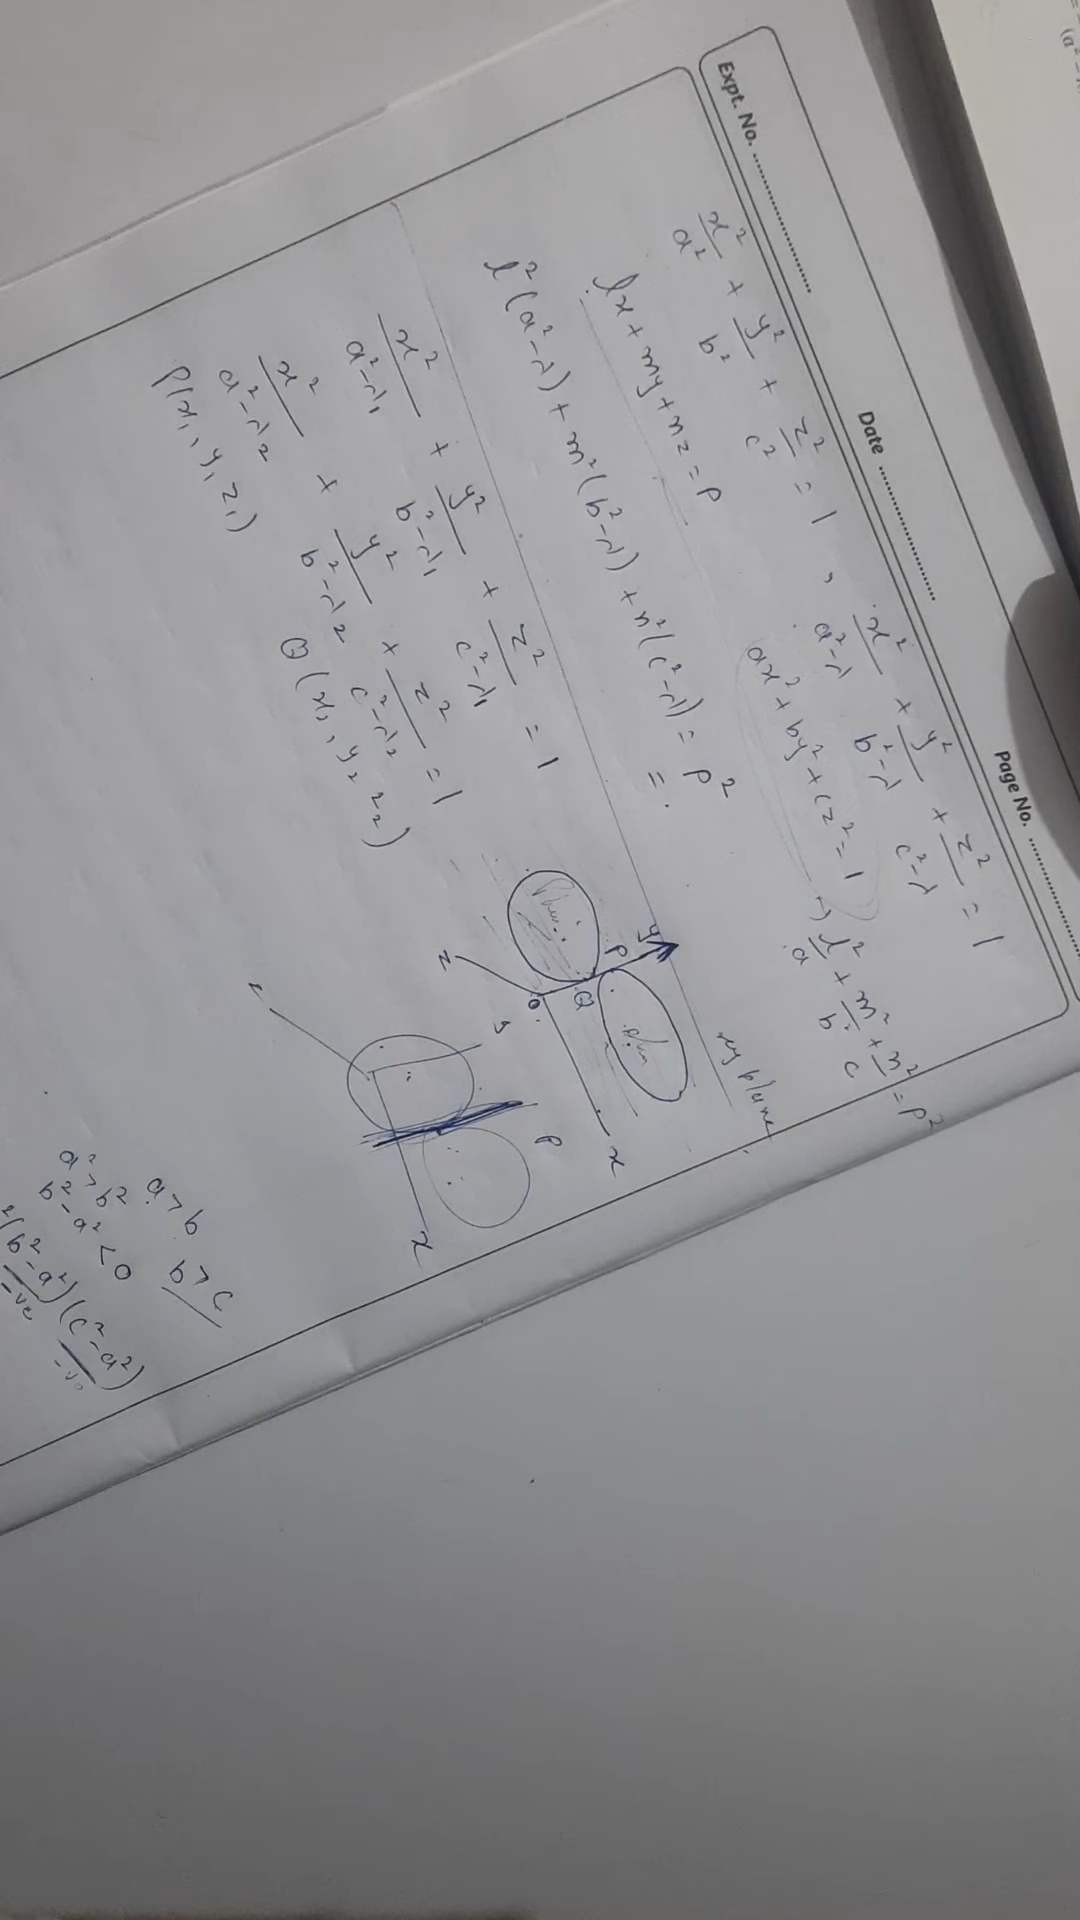 Expt. No. ............
Date ............
Page No. ............
x²/a² + y²/b² + z²/c² = 1 , x²/a²-λ + y²/b²-λ + z²/c²-λ = 1
ax² + by² + cz² = 1 → l²/a + m²/b + n²/c = p²
lx + my + nz = p
l²(a²-λ) + m²(b²-λ) + n²(c²-λ) = p²
x²/a²-λ₁ + y²/b²-λ₁ + z²/c²-λ₁ = 1
x²/a²-λ₂ + y²/b²-λ₂ + z²/c²-λ₂ = 1
P(x₁, y₁ z₁) Q(x₂, y₂ z₂)
xy plane
y
P
Q
O
z
x
P
x
a > b b > c
a² > b²
b² - a² < 0
²(b² - a²)(c² - a²)
-ve